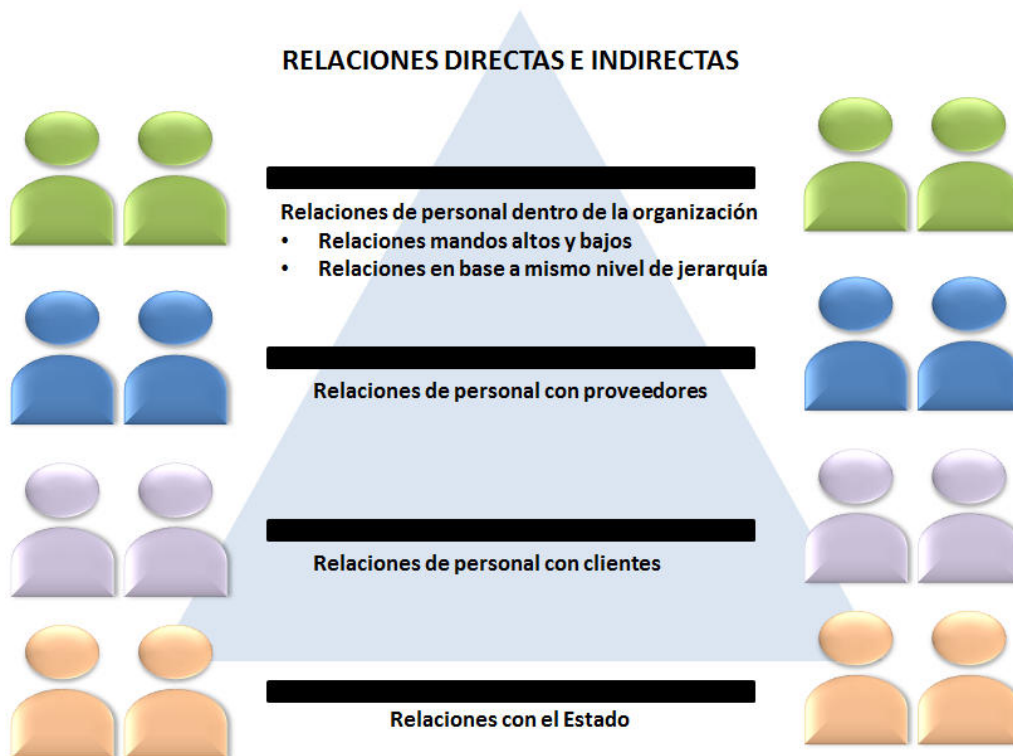 RELACIONES DIRECTAS E INDIRECTAS
Relaciones de personal dentro de la organización
• Relaciones mandos altos y bajos
• Relaciones en base a mismo nivel de jerarquía
Relaciones de personal con proveedores
Relaciones de personal con clientes
Relaciones con el Estado